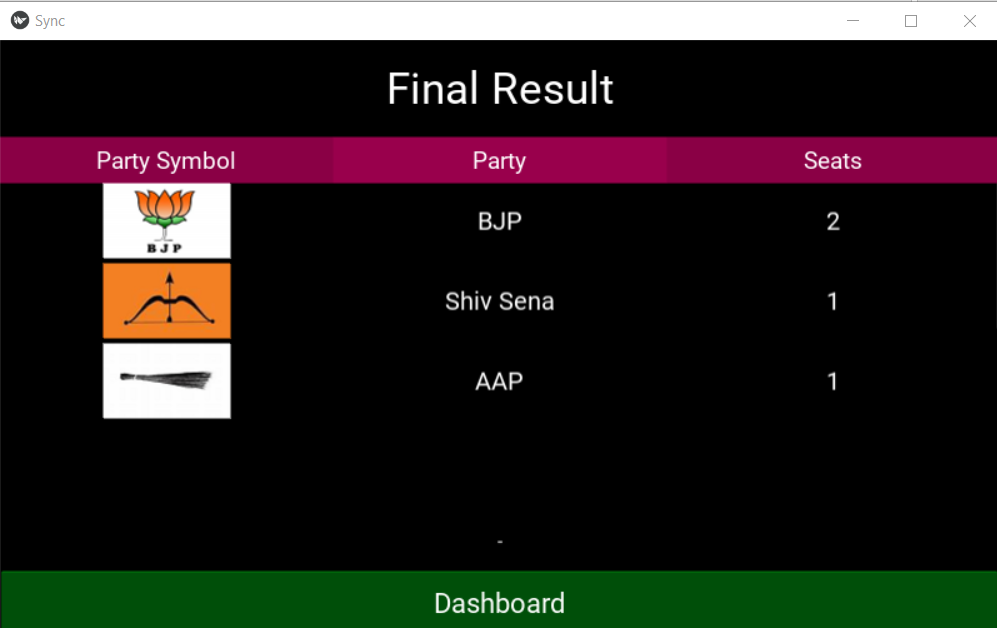 Sync
Final Result
Party Symbol Party Seats
BJP
BJP 2
Shiv Sena 1
AAP 1
-
Dashboard